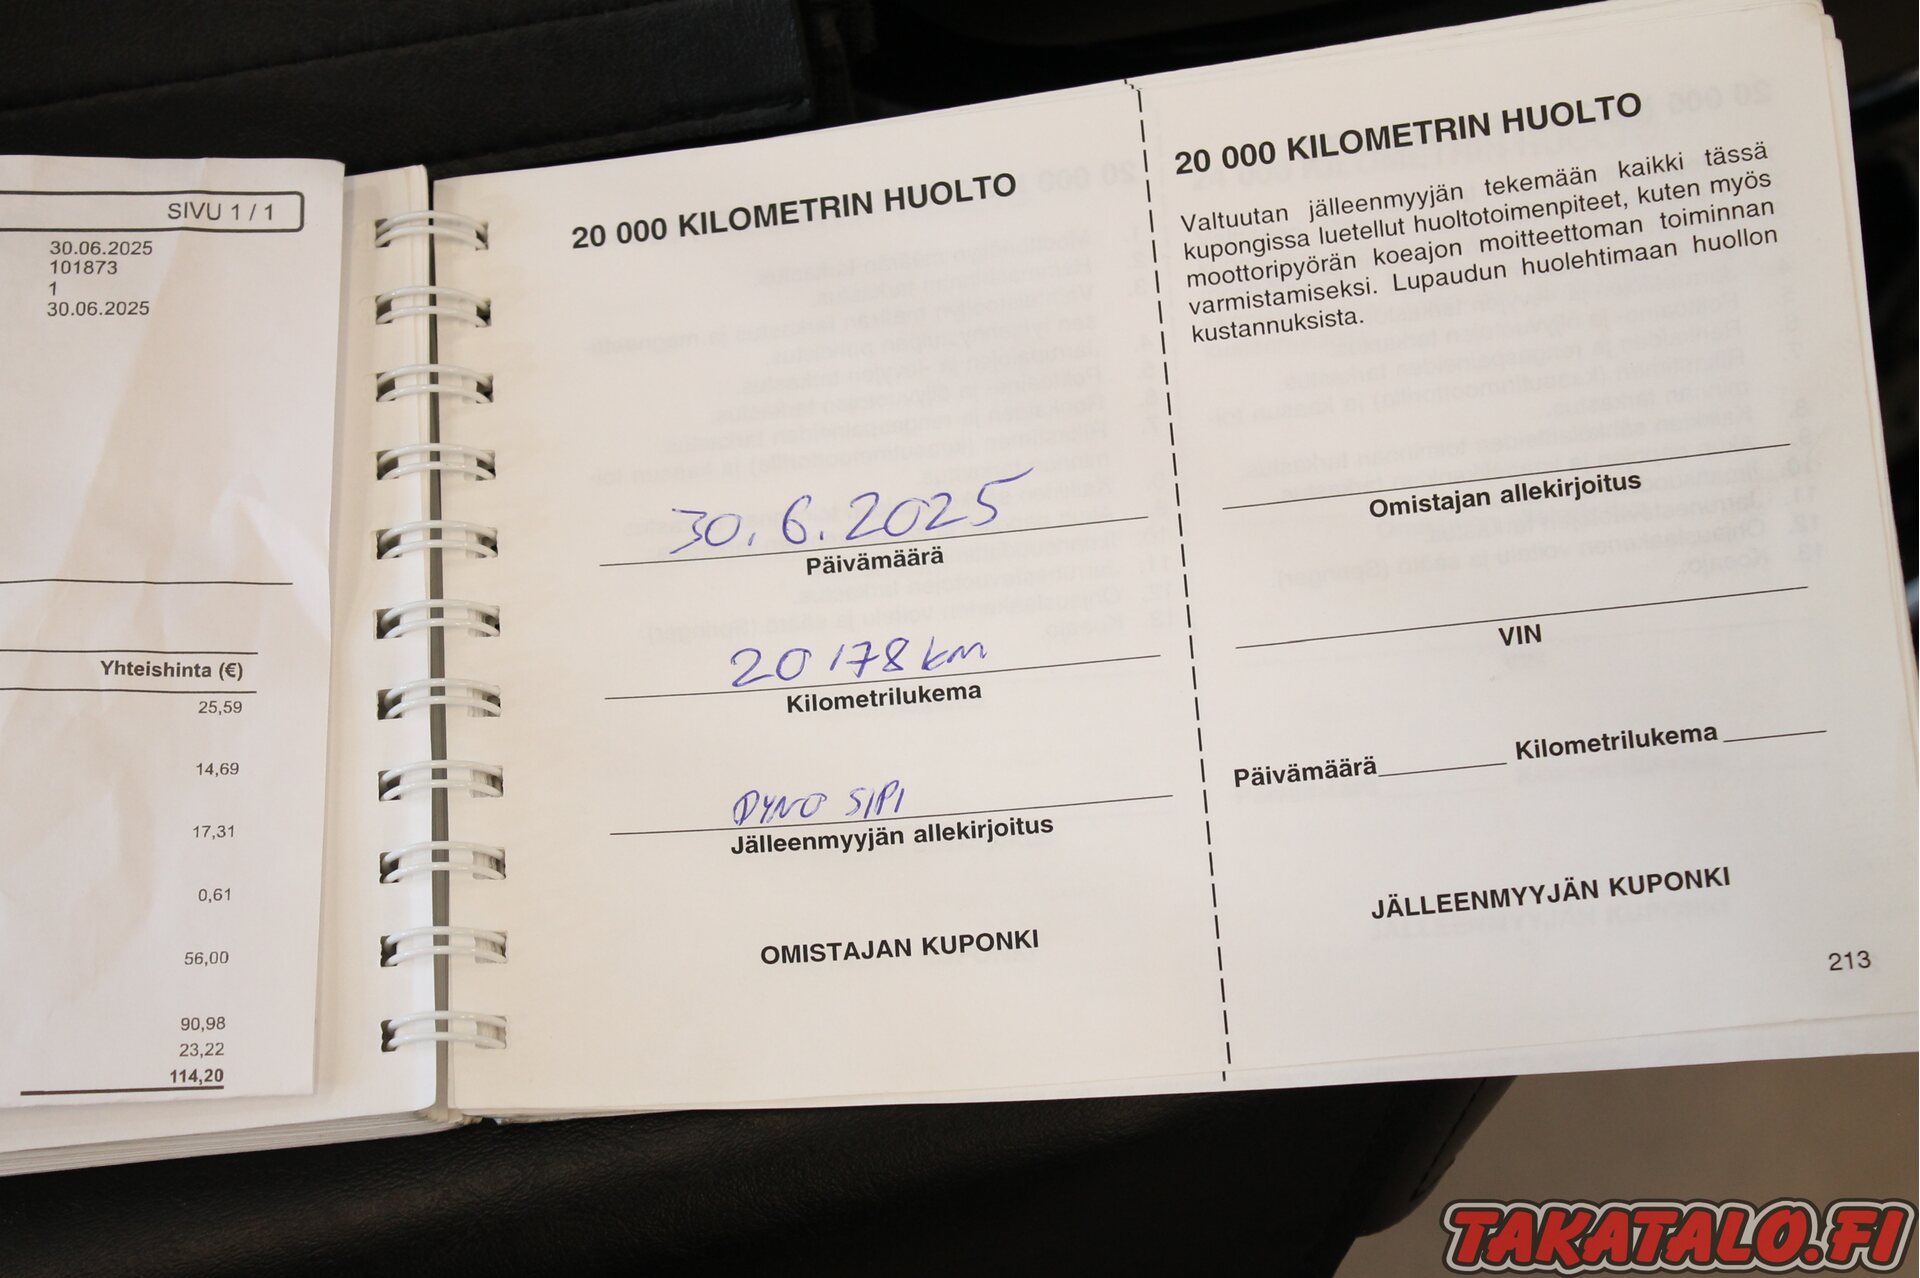 SIVU 1 / 1
30.06.2025
101873
1
30.06.2025
Yhteishinta (€)
25,59
14,69
17,31
0,61
56,00
90,98
23,22
114,20
20 000 KILOMETRIN HUOLTO
30.6.2025
Päivämäärä
20 178 km
Kilometrilukema
DYNO SIPI
Jälleenmyyjän allekirjoitus
OMISTAJAN KUPONKI
20 000 KILOMETRIN HUOLTO
Valtuutan jälleenmyyjän tekemään kaikki tässä
kupongissa luetellut huoltotoimenpiteet, kuten myös
moottoripyörän koeajon moitteettoman toiminnan
varmistamiseksi. Lupaudun huolehtimaan huollon
kustannuksista.
Omistajan allekirjoitus
VIN
Päivämäärä Kilometrilukema
JÄLLEENMYYJÄN KUPONKI
213
TAKATALO.FI